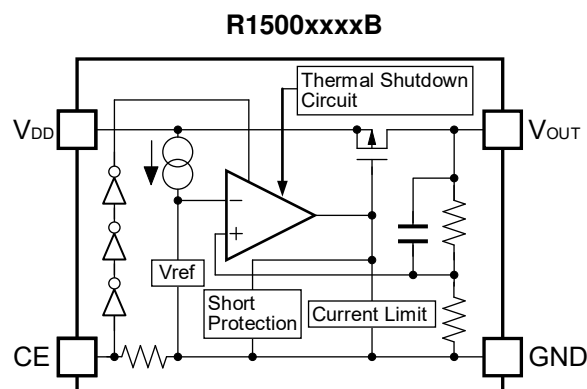 R1500xxxxB
Thermal Shutdown
Circuit
VDD
VOUT
−
+
Vref
Short
Protection
Current Limit
CE
GND